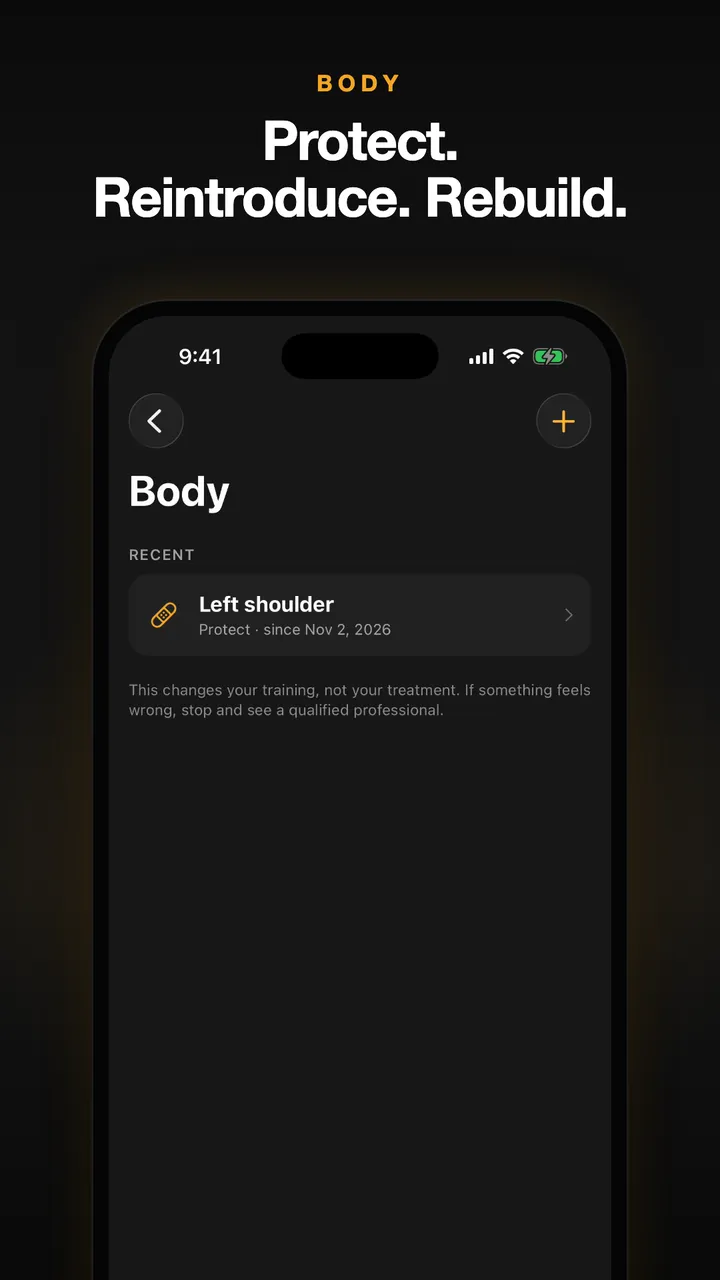 BODY
Protect.
Reintroduce. Rebuild.
9:41
Body
RECENT
Left shoulder
Protect · since Nov 2, 2026
This changes your training, not your treatment. If something feels
wrong, stop and see a qualified professional.